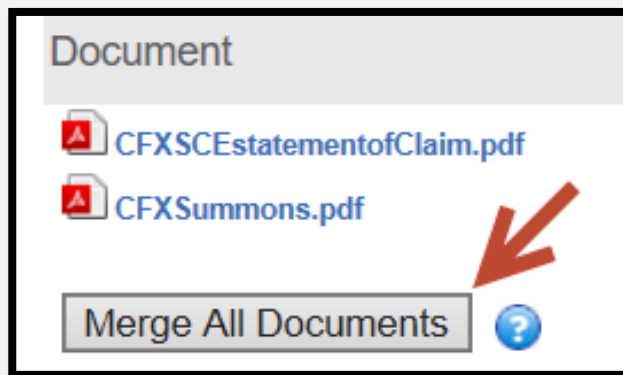 Document
CFXSCEstatementofClaim.pdf
CFXSummons.pdf
Merge All Documents
?